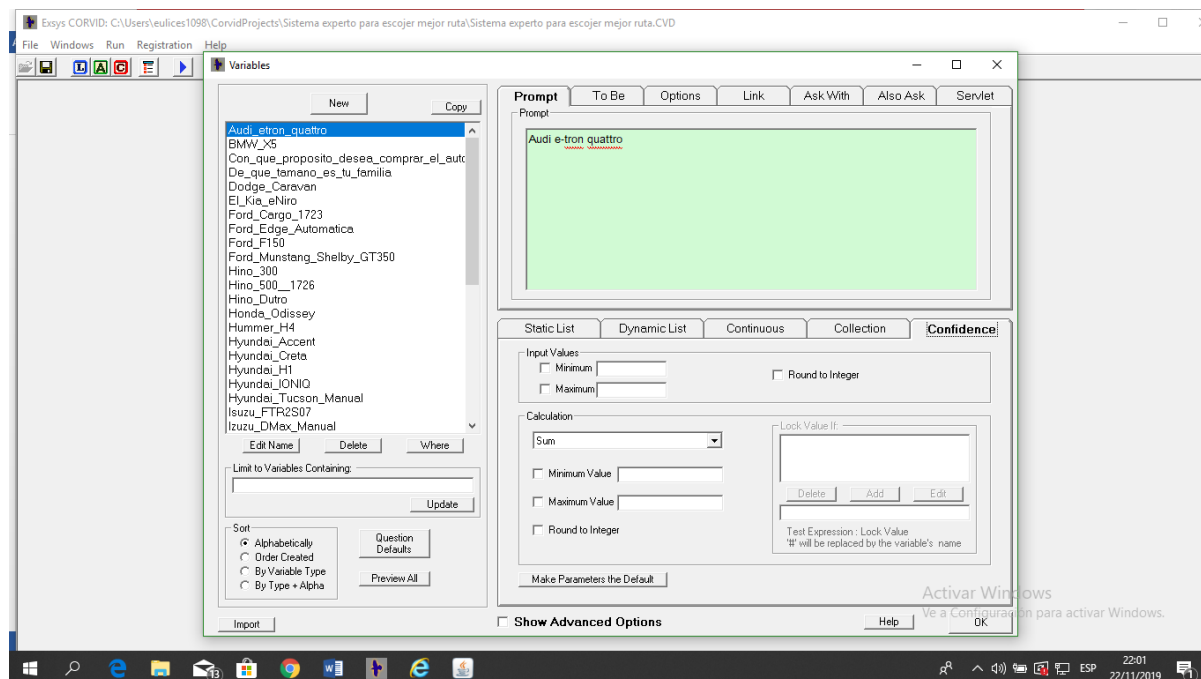 Exsys CORVID: C:\Users\eulices1098\CorvidProjects\Sistema experto para escojer mejor ruta\Sistema experto para escojer mejor ruta.CVD
File Windows Run Registration Help
L A C
Variables
New Copy
Audi_etron_quattro
BMW_X5
Con_que_proposito_desea_comprar_el_auto
De_que_tamano_es_tu_familia
Dodge_Caravan
El_Kia_eNiro
Ford_Cargo_1723
Ford_Edge_Automatica
Ford_F150
Ford_Munstang_Shelby_GT350
Hino_300
Hino_500__1726
Hino_Dutro
Honda_Odissey
Hummer_H4
Hyundai_Accent
Hyundai_Creta
Hyundai_H1
Hyundai_IONIQ
Hyundai_Tucson_Manual
Isuzu_FTR2S07
Izuzu_DMax_Manual
Edit Name Delete Where
Limit to Variables Containing:
Update
Sort
Alphabetically
Order Created
By Variable Type
By Type + Alpha
Question
Defaults
Preview All
Import
Prompt To Be Options Link Ask With Also Ask Servlet
Prompt
Audi e-tron quattro
Static List Dynamic List Continuous Collection Confidence
Input Values
Minimum
Maximum
Round to Integer
Calculation
Sum
Minimum Value
Maximum Value
Round to Integer
Lock Value If:
Delete Add Edit
Test Expression : Lock Value
'#' will be replaced by the variable's name
Make Parameters the Default
Show Advanced Options
Help OK
Activar Windows
Ve a Configuración para activar Windows.
13
ESP
22:01
22/11/2019
1